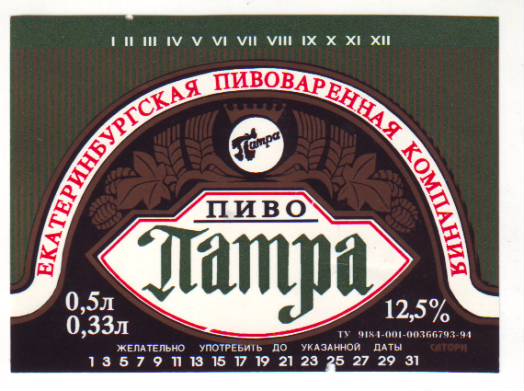 I II III IV V VI VII VIII IX X XI XII
ЕКАТЕРИНБУРГСКАЯ ПИВОВАРЕННАЯ КОМПАНИЯ
Патра
ПИВО
Патра
0,5л
0,33л
12,5%
ТУ 9184-001-00366793-94
ЖЕЛАТЕЛЬНО УПОТРЕБИТЬ ДО УКАЗАННОЙ ДАТЫ
САТОРИ
1 3 5 7 9 11 13 15 17 19 21 23 25 27 29 31